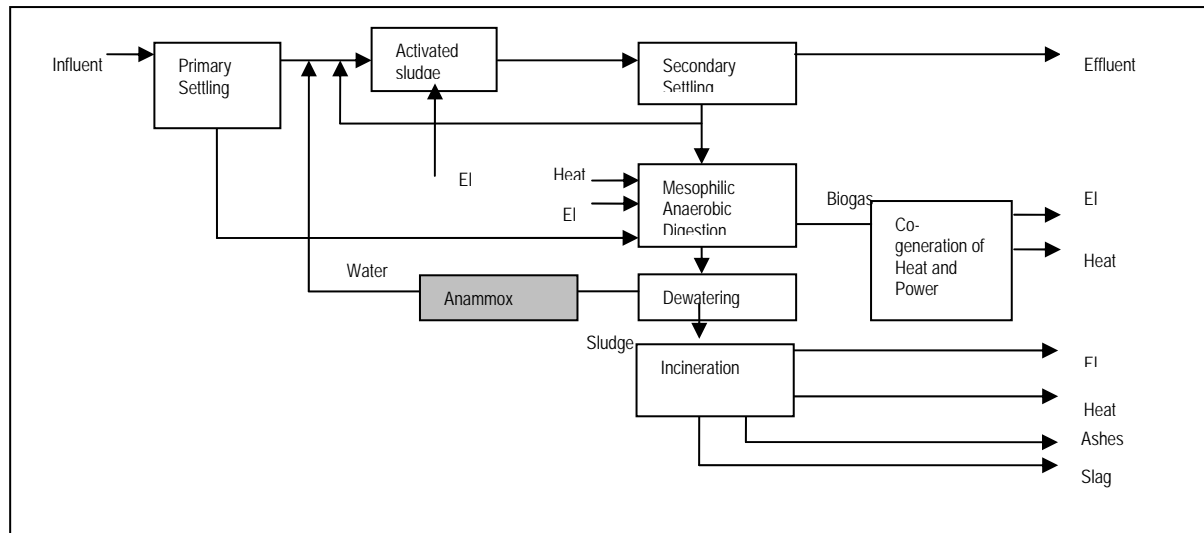 Influent
Primary
Settling
Activated
sludge
Secondary
Settling
Effluent
El
Heat
El
Mesophilic
Anaerobic
Digestion
Biogas
Co-
generation of
Heat and
Power
El
Heat
Water
Anammox
Dewatering
Sludge
Incineration
El
Heat
Ashes
Slag